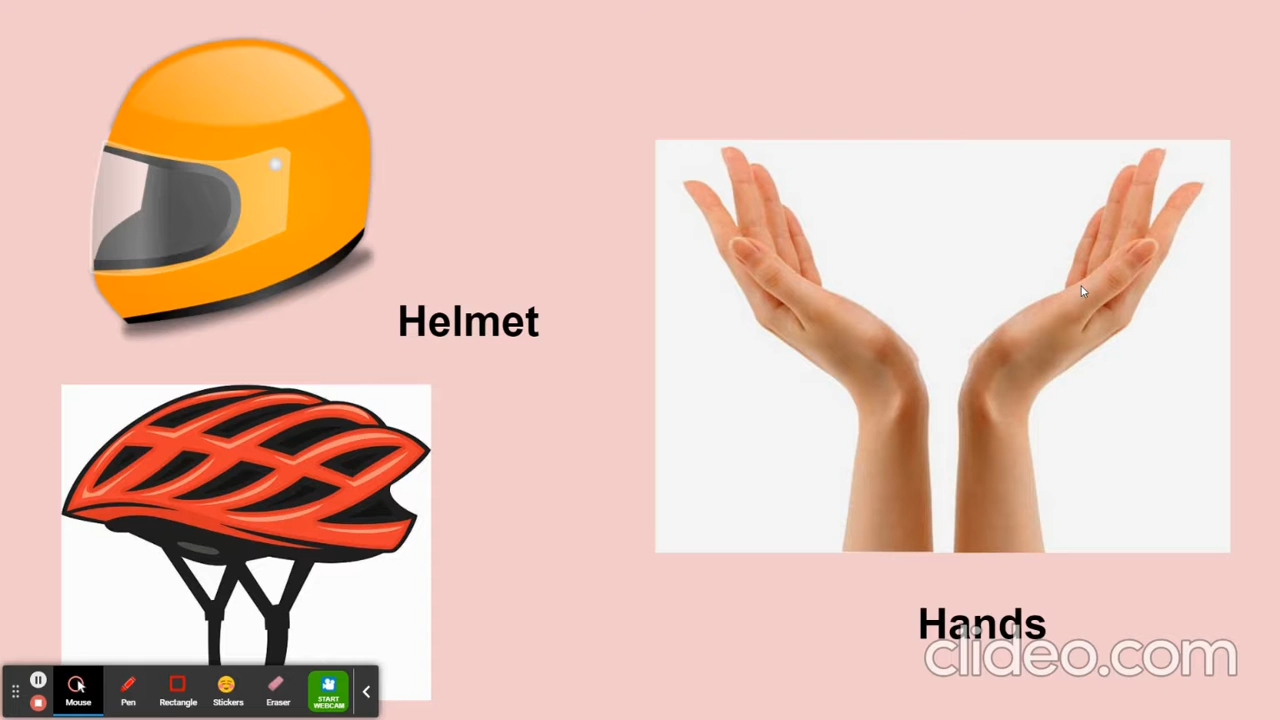 Helmet
Hands
clideo.com
Mouse
Pen
Rectangle
Stickers
Eraser
START
WEBCAM